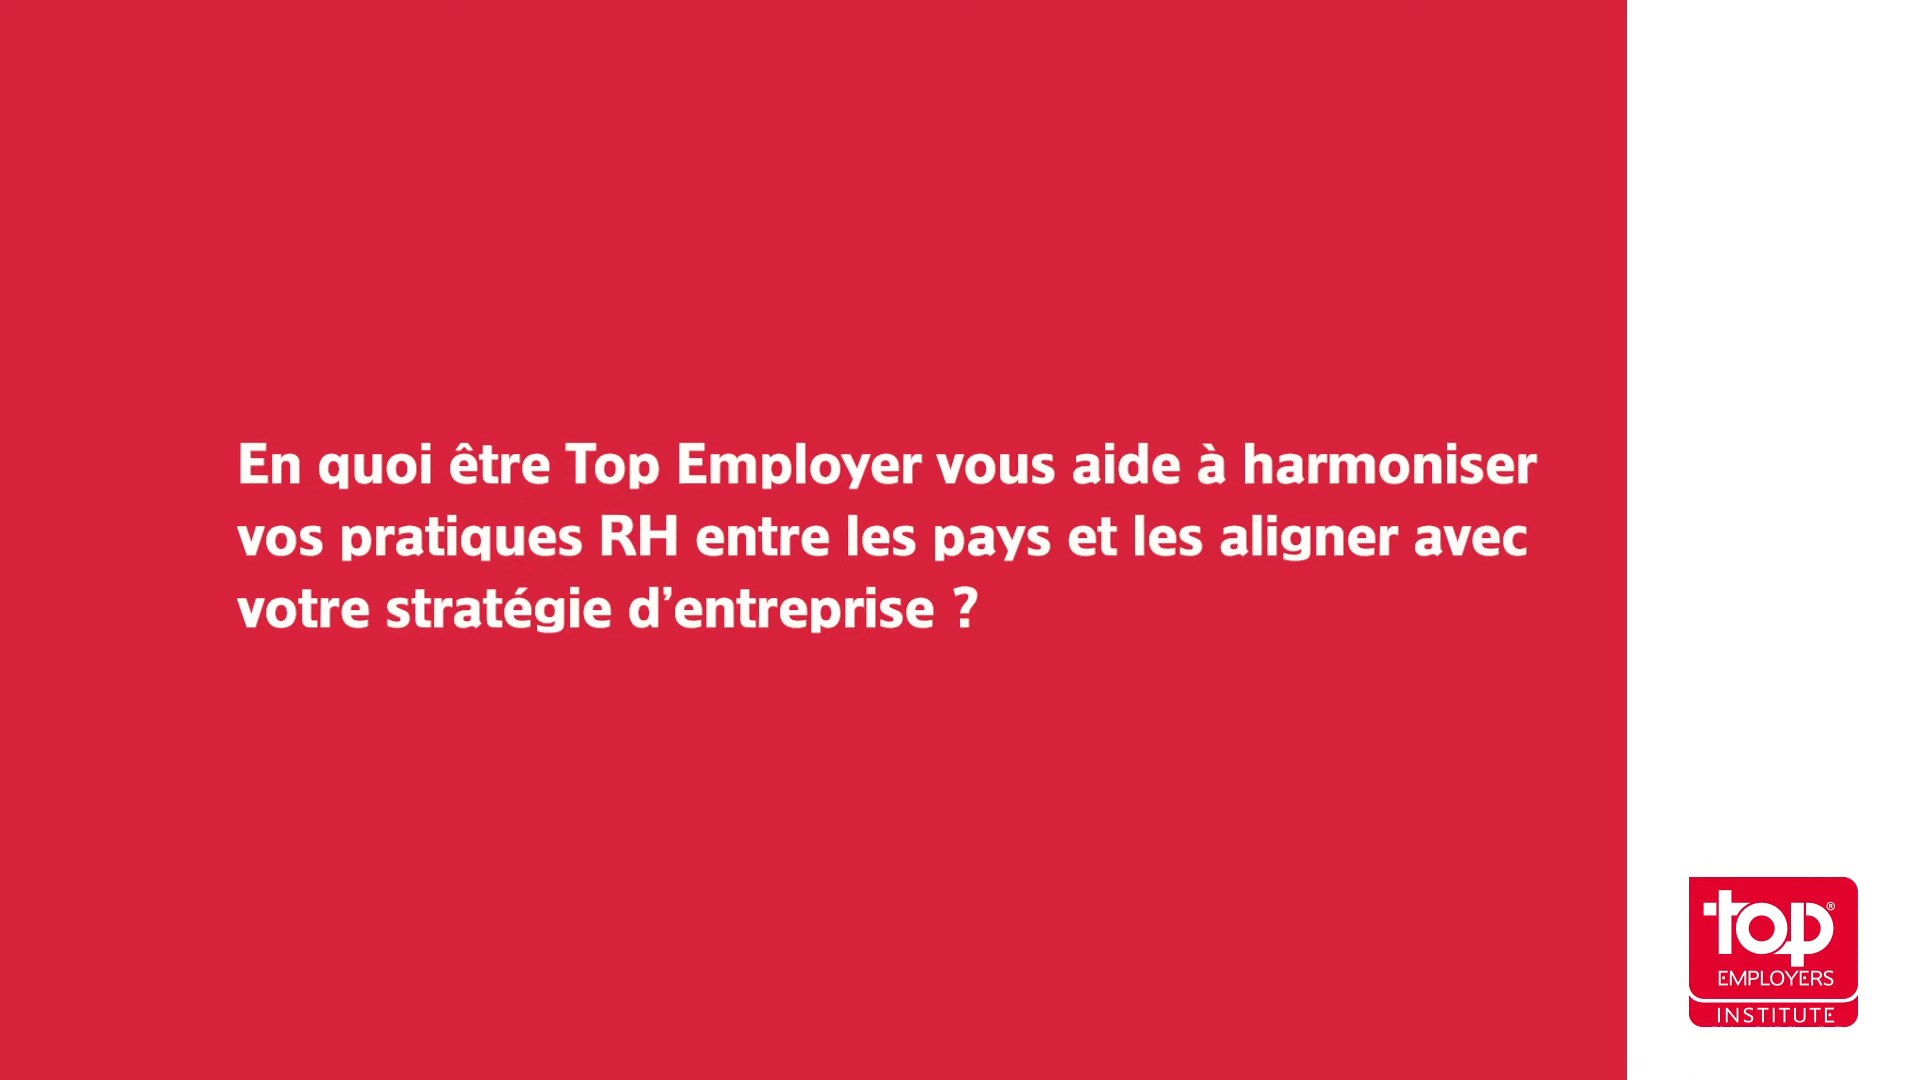 En quoi être Top Employer vous aide à harmoniser
vos pratiques RH entre les pays et les aligner avec
votre stratégie d’entreprise ?
top®
EMPLOYERS
INSTITUTE